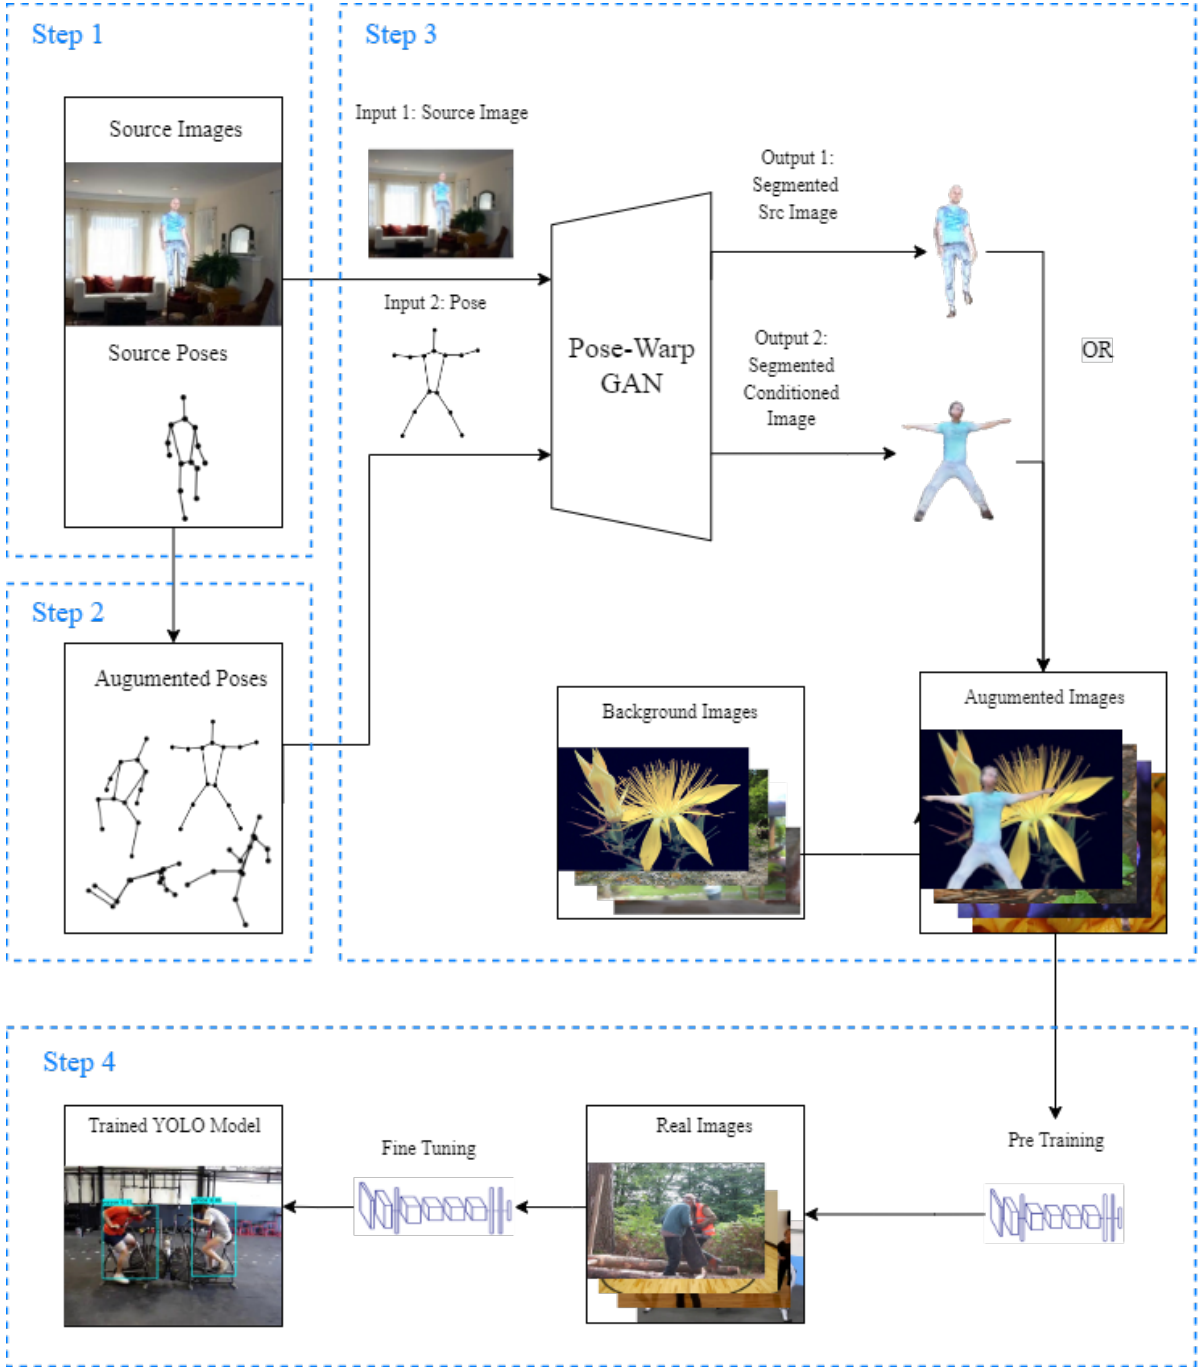 Step 1
Source Images
Source Poses
Step 2
Augumented Poses
Step 3
Input 1: Source Image
Input 2: Pose
Pose-Warp
GAN
Output 1:
Segmented
Src Image
Output 2:
Segmented
Conditioned
Image
OR
Background Images
Augumented Images
Step 4
Trained YOLO Model
Fine Tuning
Real Images
Pre Training